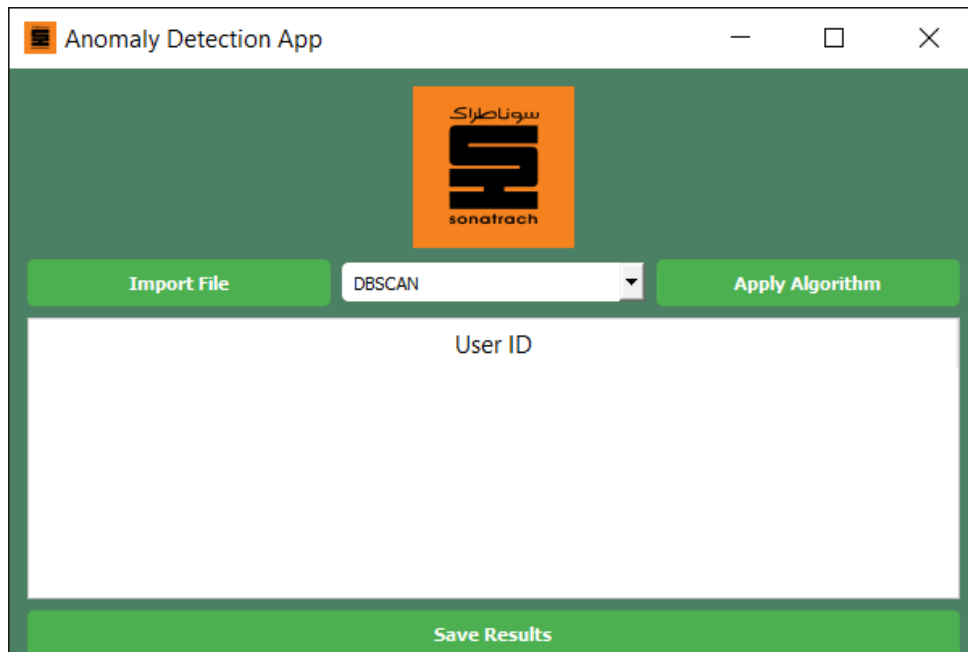 Anomaly Detection App
سوناطراك
sonatrach
Import File
DBSCAN
Apply Algorithm
User ID
Save Results